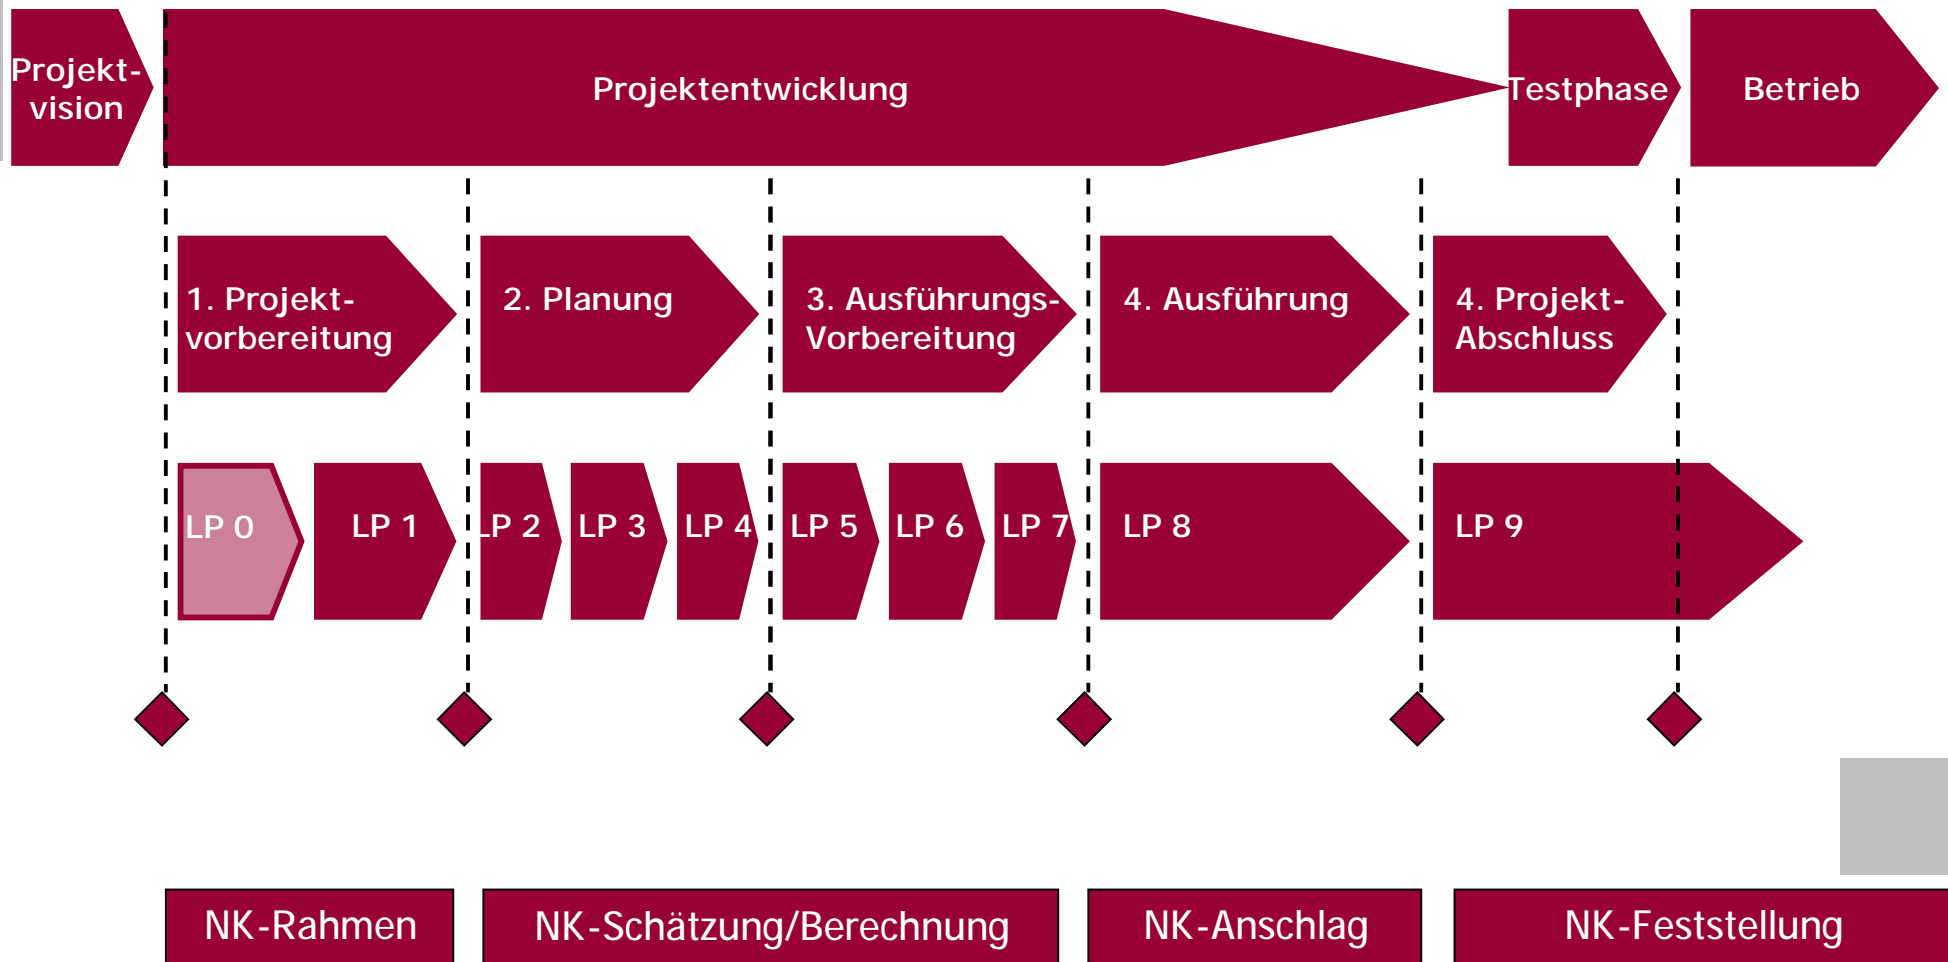 Projekt-
vision
Projektentwicklung
Testphase
Betrieb
1. Projekt-
vorbereitung
2. Planung
3. Ausführungs-
Vorbereitung
4. Ausführung
4. Projekt-
Abschluss
LP 0
LP 1
LP 2
LP 3
LP 4
LP 5
LP 6
LP 7
LP 8
LP 9
NK-Rahmen
NK-Schätzung/Berechnung
NK-Anschlag
NK-Feststellung